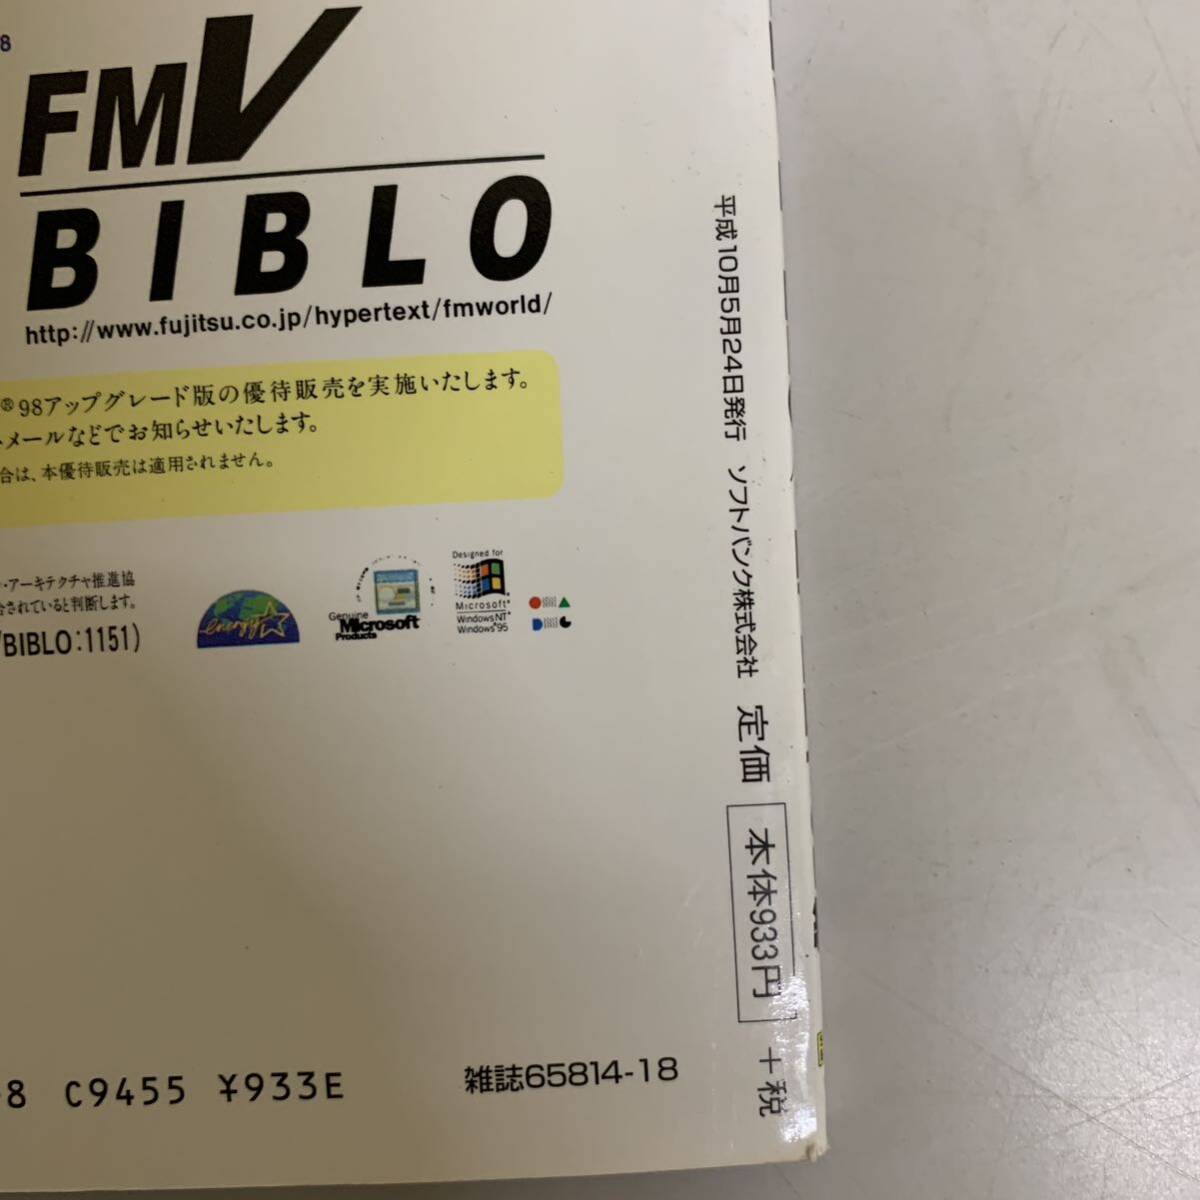 8
FMV
BIBLO
http://www.fujitsu.co.jp/hypertext/fmworld/
®98アップグレード版の優待販売を実施いたします。
メールなどでお知らせいたします。
合は、本優待販売は適用されません。
・アーキテクチャ推進協
合されていると判断します。
/BIBLO:1151)
energy
Genuine
Microsoft
Products
Designed for
Microsoft®
Windows NT®
Windows®95
平成10月5月24日発行 ソフトバンク株式会社 定価 本体933円 +税
-8 C9455 ¥933E
雑誌65814-18